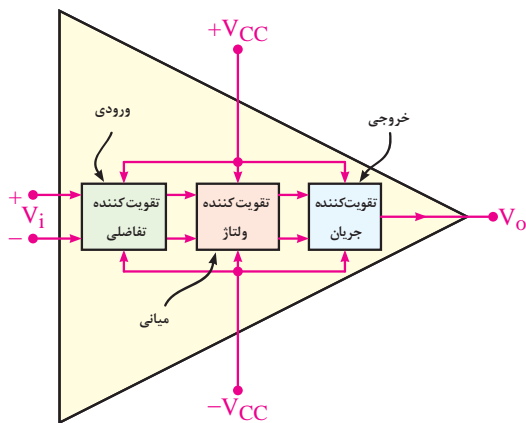 +VCC
ورودی
خروجی
+
Vi
−
تقویت‌کننده
تفاضلی
تقویت‌کننده
ولتاژ
تقویت‌کننده
جریان
Vo
میانی
−VCC